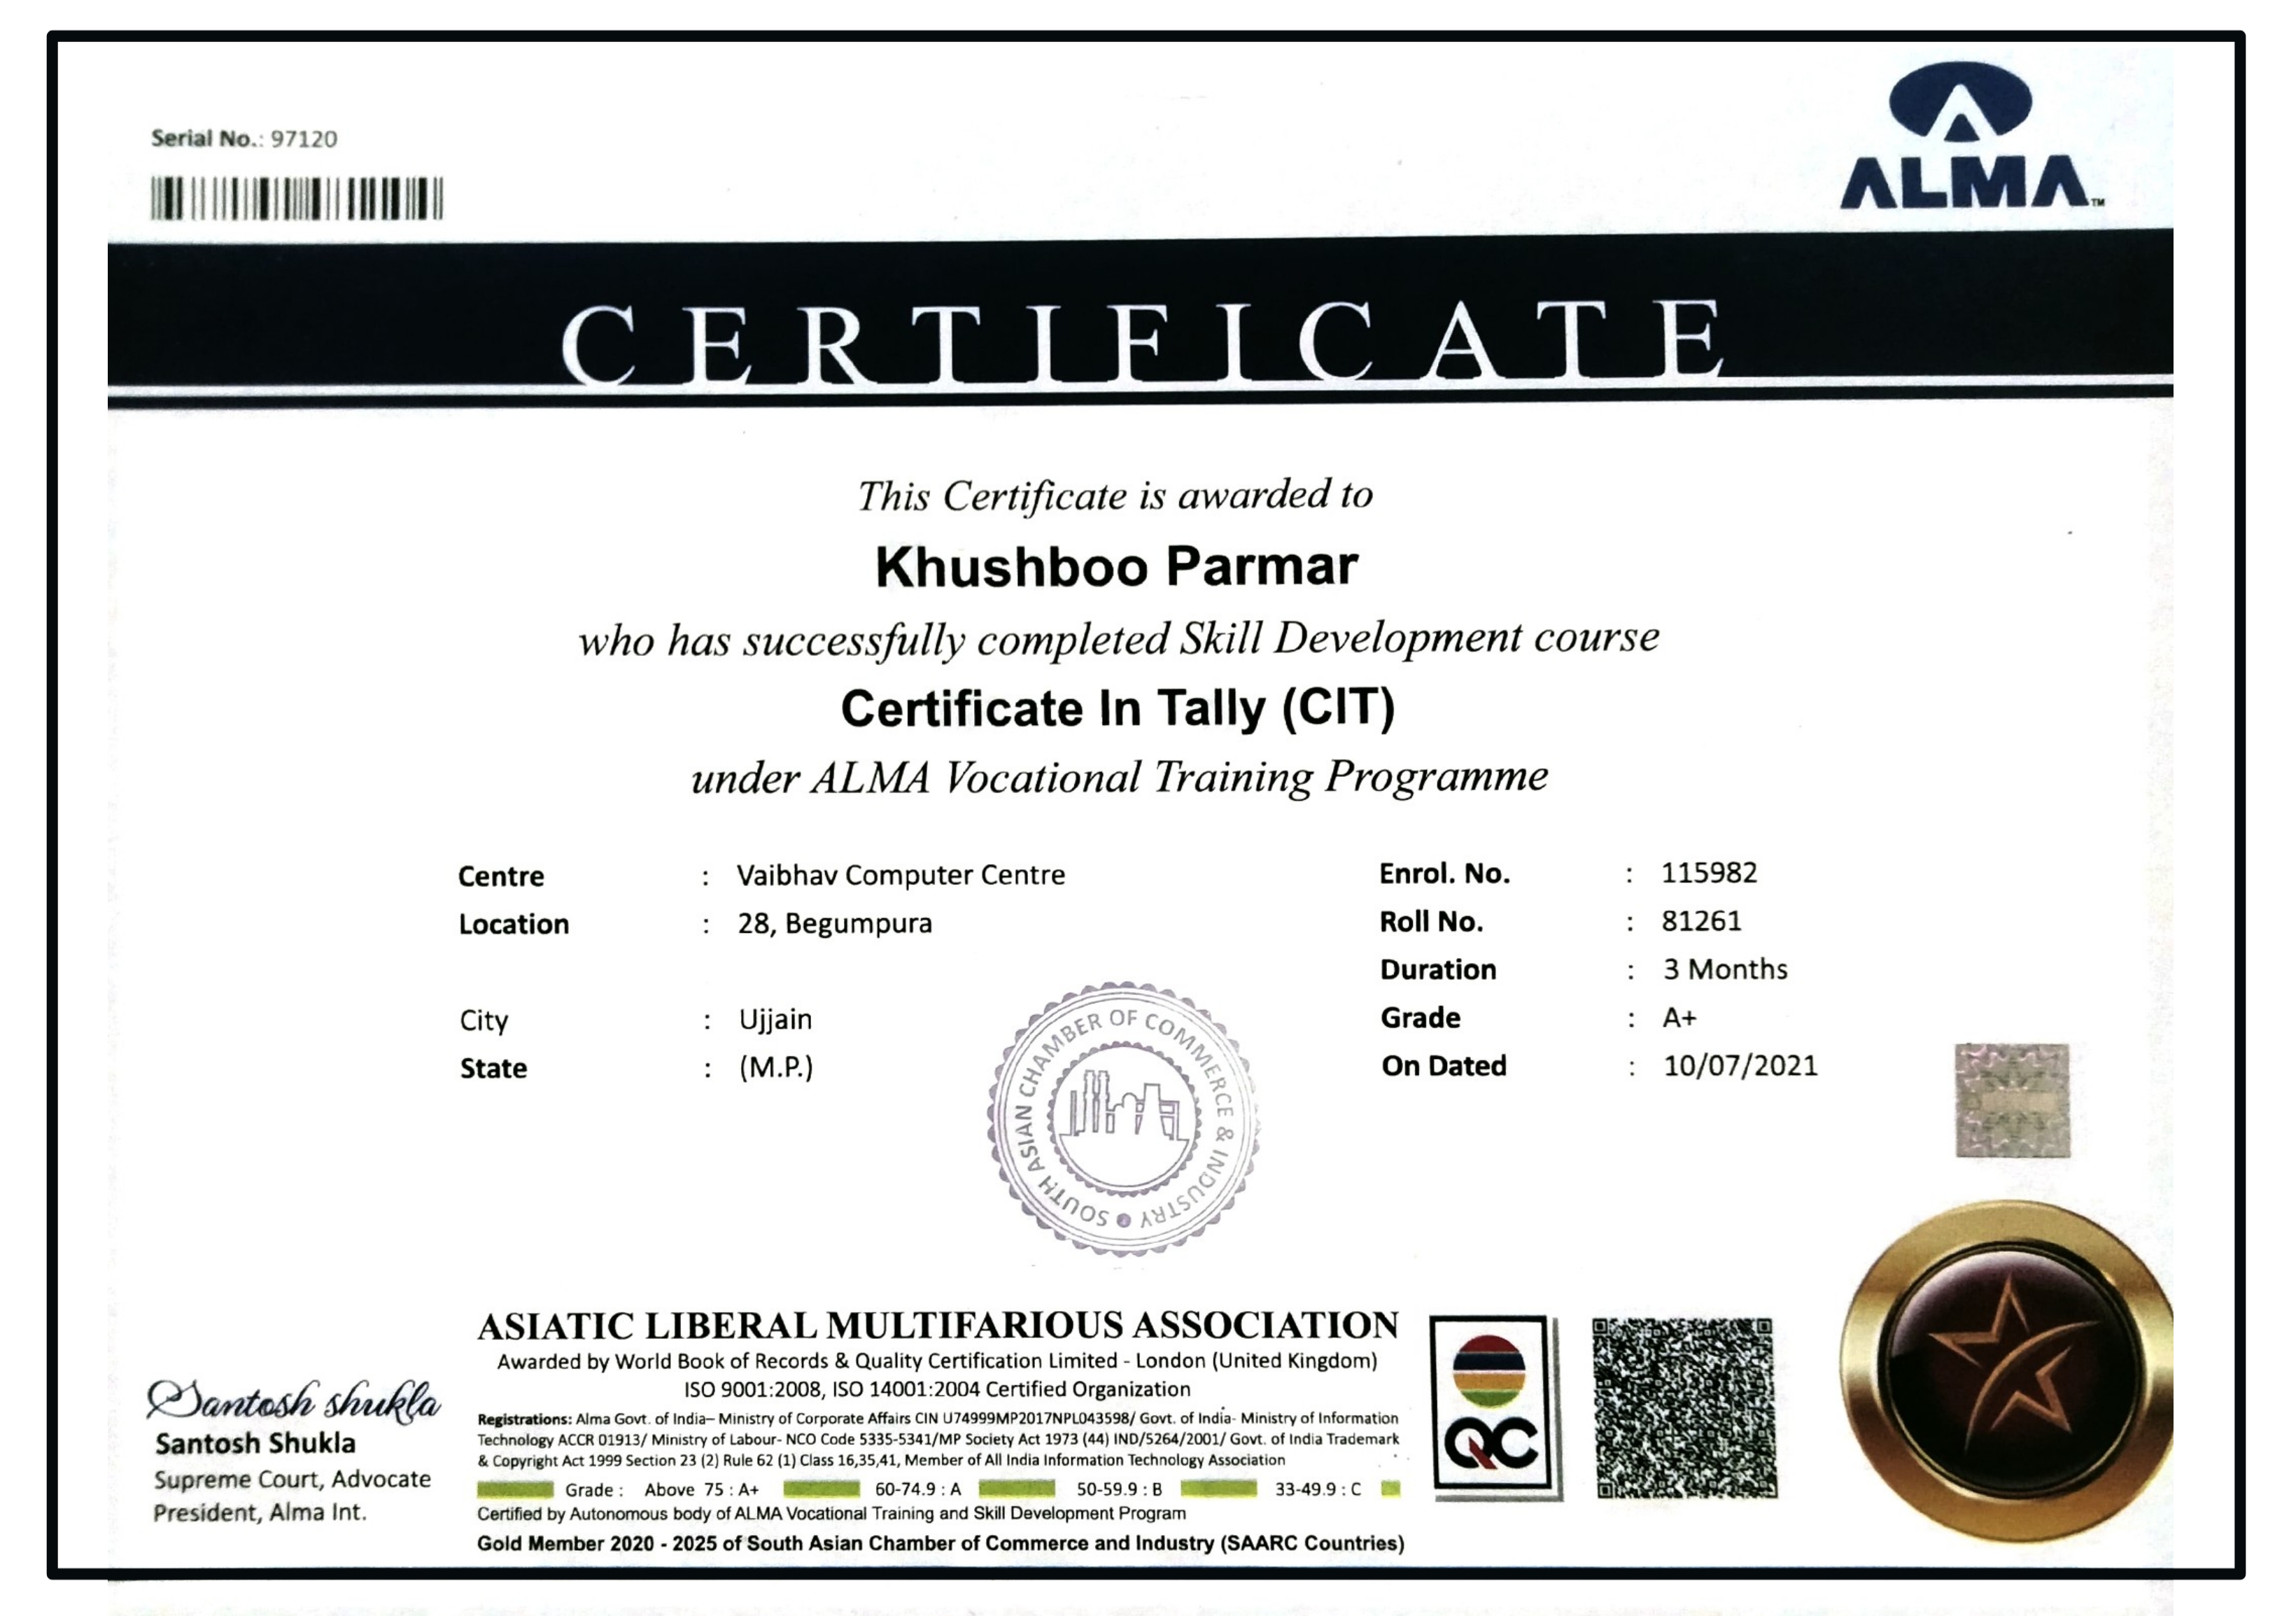 Serial No.: 97120
ALMA™
CERTIFICATE
This Certificate is awarded to
Khushboo Parmar
who has successfully completed Skill Development course
Certificate In Tally (CIT)
under ALMA Vocational Training Programme
Centre : Vaibhav Computer Centre
Location : 28, Begumpura
City : Ujjain
State : (M.P.)
Enrol. No. : 115982
Roll No. : 81261
Duration : 3 Months
Grade : A+
On Dated : 10/07/2021
SOUTH ASIAN CHAMBER OF COMMERCE & INDUSTRY
ASIATIC LIBERAL MULTIFARIOUS ASSOCIATION
Awarded by World Book of Records & Quality Certification Limited - London (United Kingdom)
ISO 9001:2008, ISO 14001:2004 Certified Organization
Registrations: Alma Govt. of India– Ministry of Corporate Affairs CIN U74999MP2017NPL043598/ Govt. of India- Ministry of Information
Technology ACCR 01913/ Ministry of Labour- NCO Code 5335-5341/MP Society Act 1973 (44) IND/5264/2001/ Govt. of India Trademark
& Copyright Act 1999 Section 23 (2) Rule 62 (1) Class 16,35,41, Member of All India Information Technology Association
Grade : Above 75 : A+ 60-74.9 : A 50-59.9 : B 33-49.9 : C
Certified by Autonomous body of ALMA Vocational Training and Skill Development Program
Gold Member 2020 - 2025 of South Asian Chamber of Commerce and Industry (SAARC Countries)
Santosh shukla
Santosh Shukla
Supreme Court, Advocate
President, Alma Int.
QC